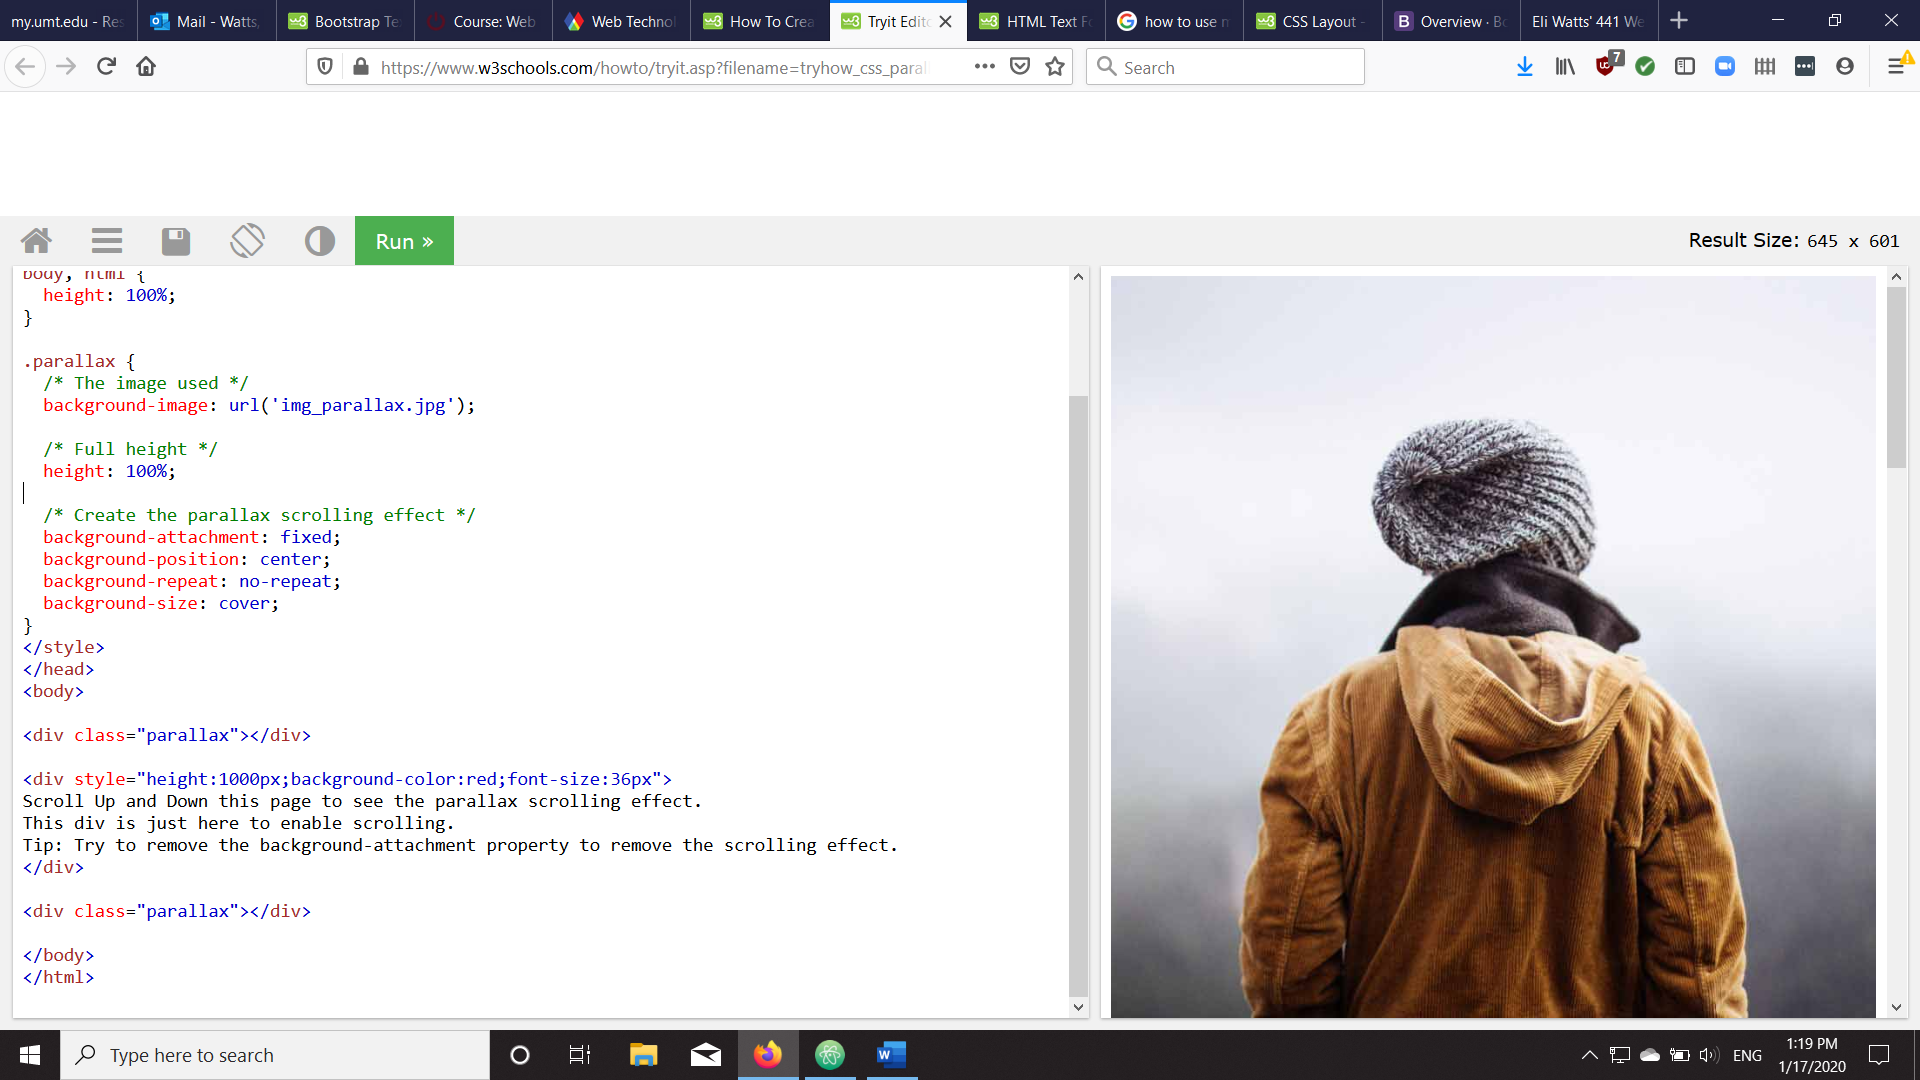 my.umt.edu - Res
Mail - Watts,
Bootstrap Te
Course: Web
Web Technol
How To Crea
Tryit Edito
HTML Text Fo
how to use m
CSS Layout -
Overview · Bo
Eli Watts' 441 We
https://www.w3schools.com/howto/tryit.asp?filename=tryhow_css_paral
Search
7
Run »
Result Size: 645 x 601
body, html {
height: 100%;
}
.parallax {
/* The image used */
background-image: url('img_parallax.jpg');
/* Full height */
height: 100%;
/* Create the parallax scrolling effect */
background-attachment: fixed;
background-position: center;
background-repeat: no-repeat;
background-size: cover;
}
</style>
</head>
<body>
<div class="parallax"></div>
<div style="height:1000px;background-color:red;font-size:36px">
Scroll Up and Down this page to see the parallax scrolling effect.
This div is just here to enable scrolling.
Tip: Try to remove the background-attachment property to remove the scrolling effect.
</div>
<div class="parallax"></div>
</body>
</html>
Type here to search
ENG
1:19 PM
1/17/2020